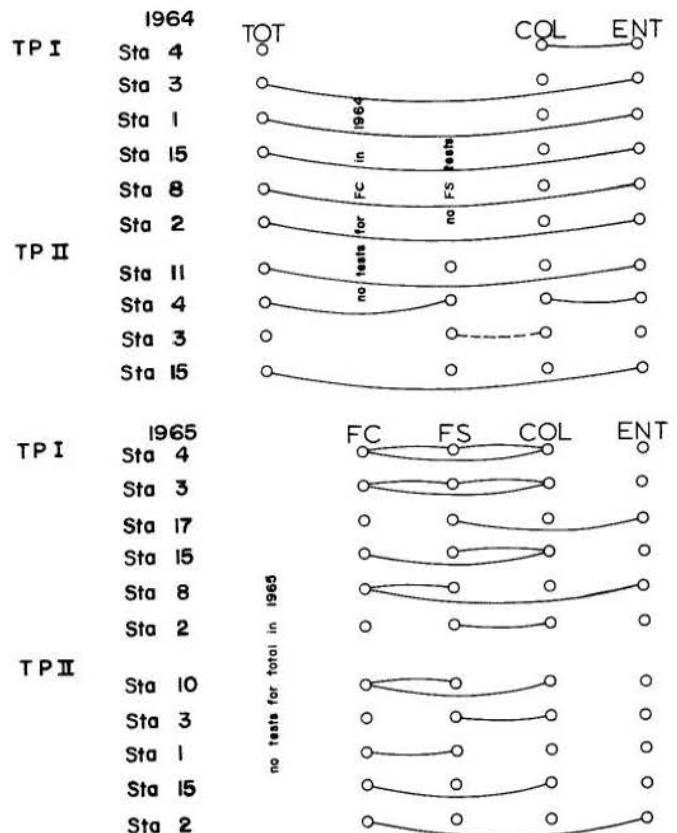 1964
TOT COL ENT
TP I Sta 4
Sta 3
Sta 1
Sta 15
Sta 8
Sta 2
TP II
Sta 11
Sta 4
Sta 3
Sta 15
no tests for FC in 1964
no FS tests
1965
FC FS COL ENT
TP I Sta 4
Sta 3
Sta 17
Sta 15
Sta 8
Sta 2
TP II
Sta 10
Sta 3
Sta 1
Sta 15
Sta 2
no tests for total in 1965